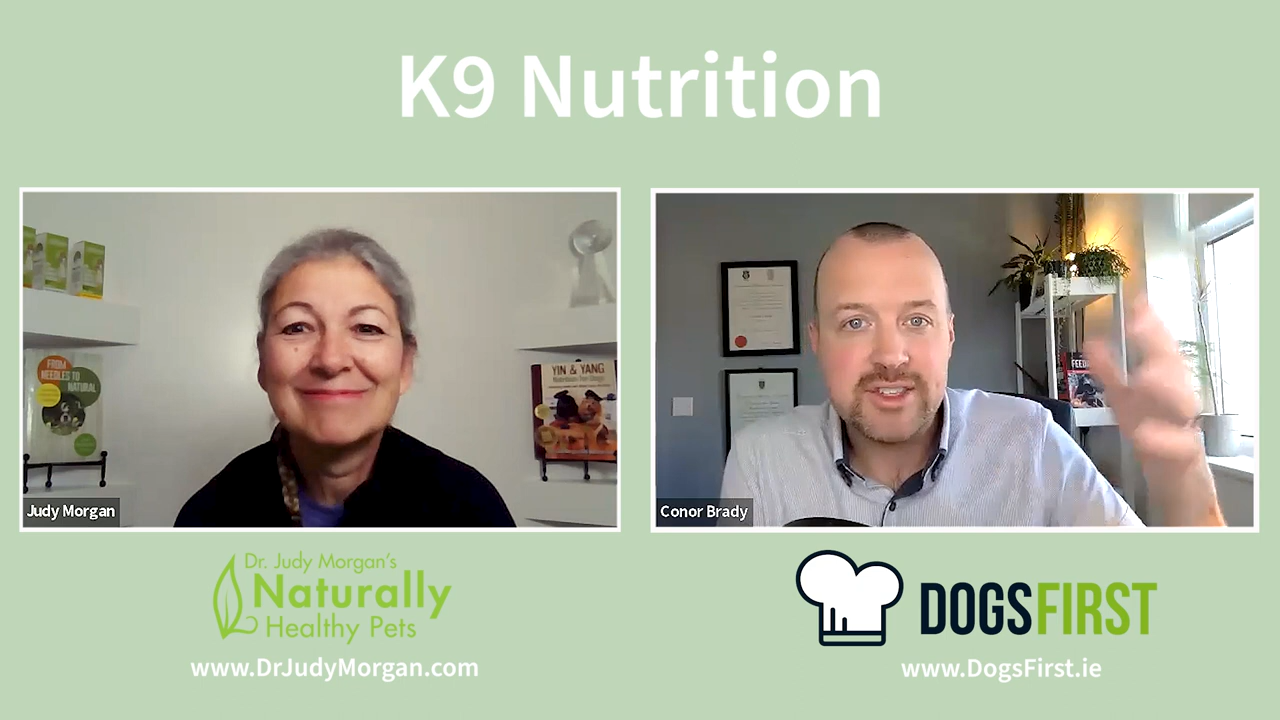 K9 Nutrition
FROM
NEEDLES TO
NATURAL
YIN & YANG
Nutrition for Dogs
FEED
Judy Morgan
Conor Brady
Dr. Judy Morgan's
Naturally
Healthy Pets
www.DrJudyMorgan.com
DOGSFIRST
www.DogsFirst.ie